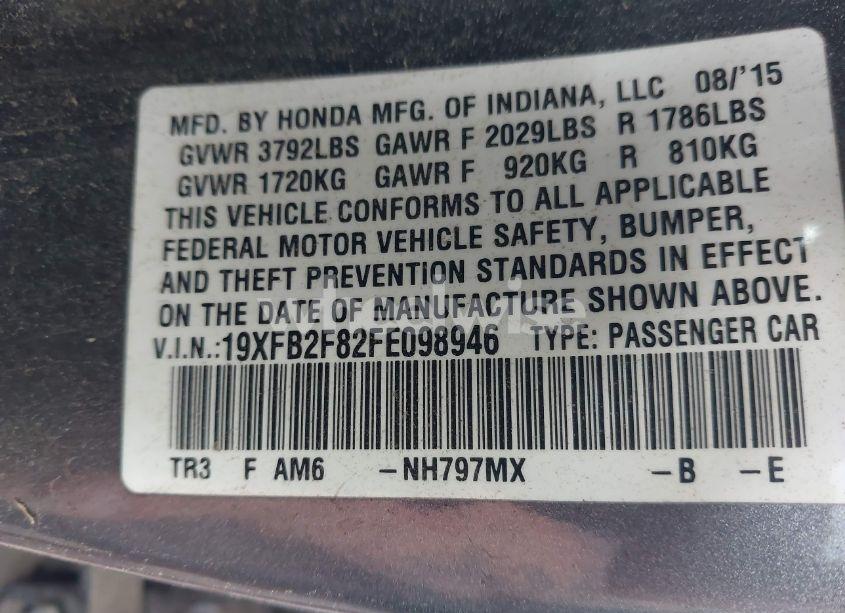 MFD. BY HONDA MFG. OF INDIANA, LLC 08/'15
GVWR 3792LBS GAWR F 2029LBS R 1786LBS
GVWR 1720KG GAWR F 920KG R 810KG
THIS VEHICLE CONFORMS TO ALL APPLICABLE
FEDERAL MOTOR VEHICLE SAFETY, BUMPER,
AND THEFT PREVENTION STANDARDS IN EFFECT
ON THE DATE OF MANUFACTURE SHOWN ABOVE.
V.I.N.:19XFB2F82FE098946 TYPE: PASSENGER CAR
TR3 F AM6 -NH797MX -B -E